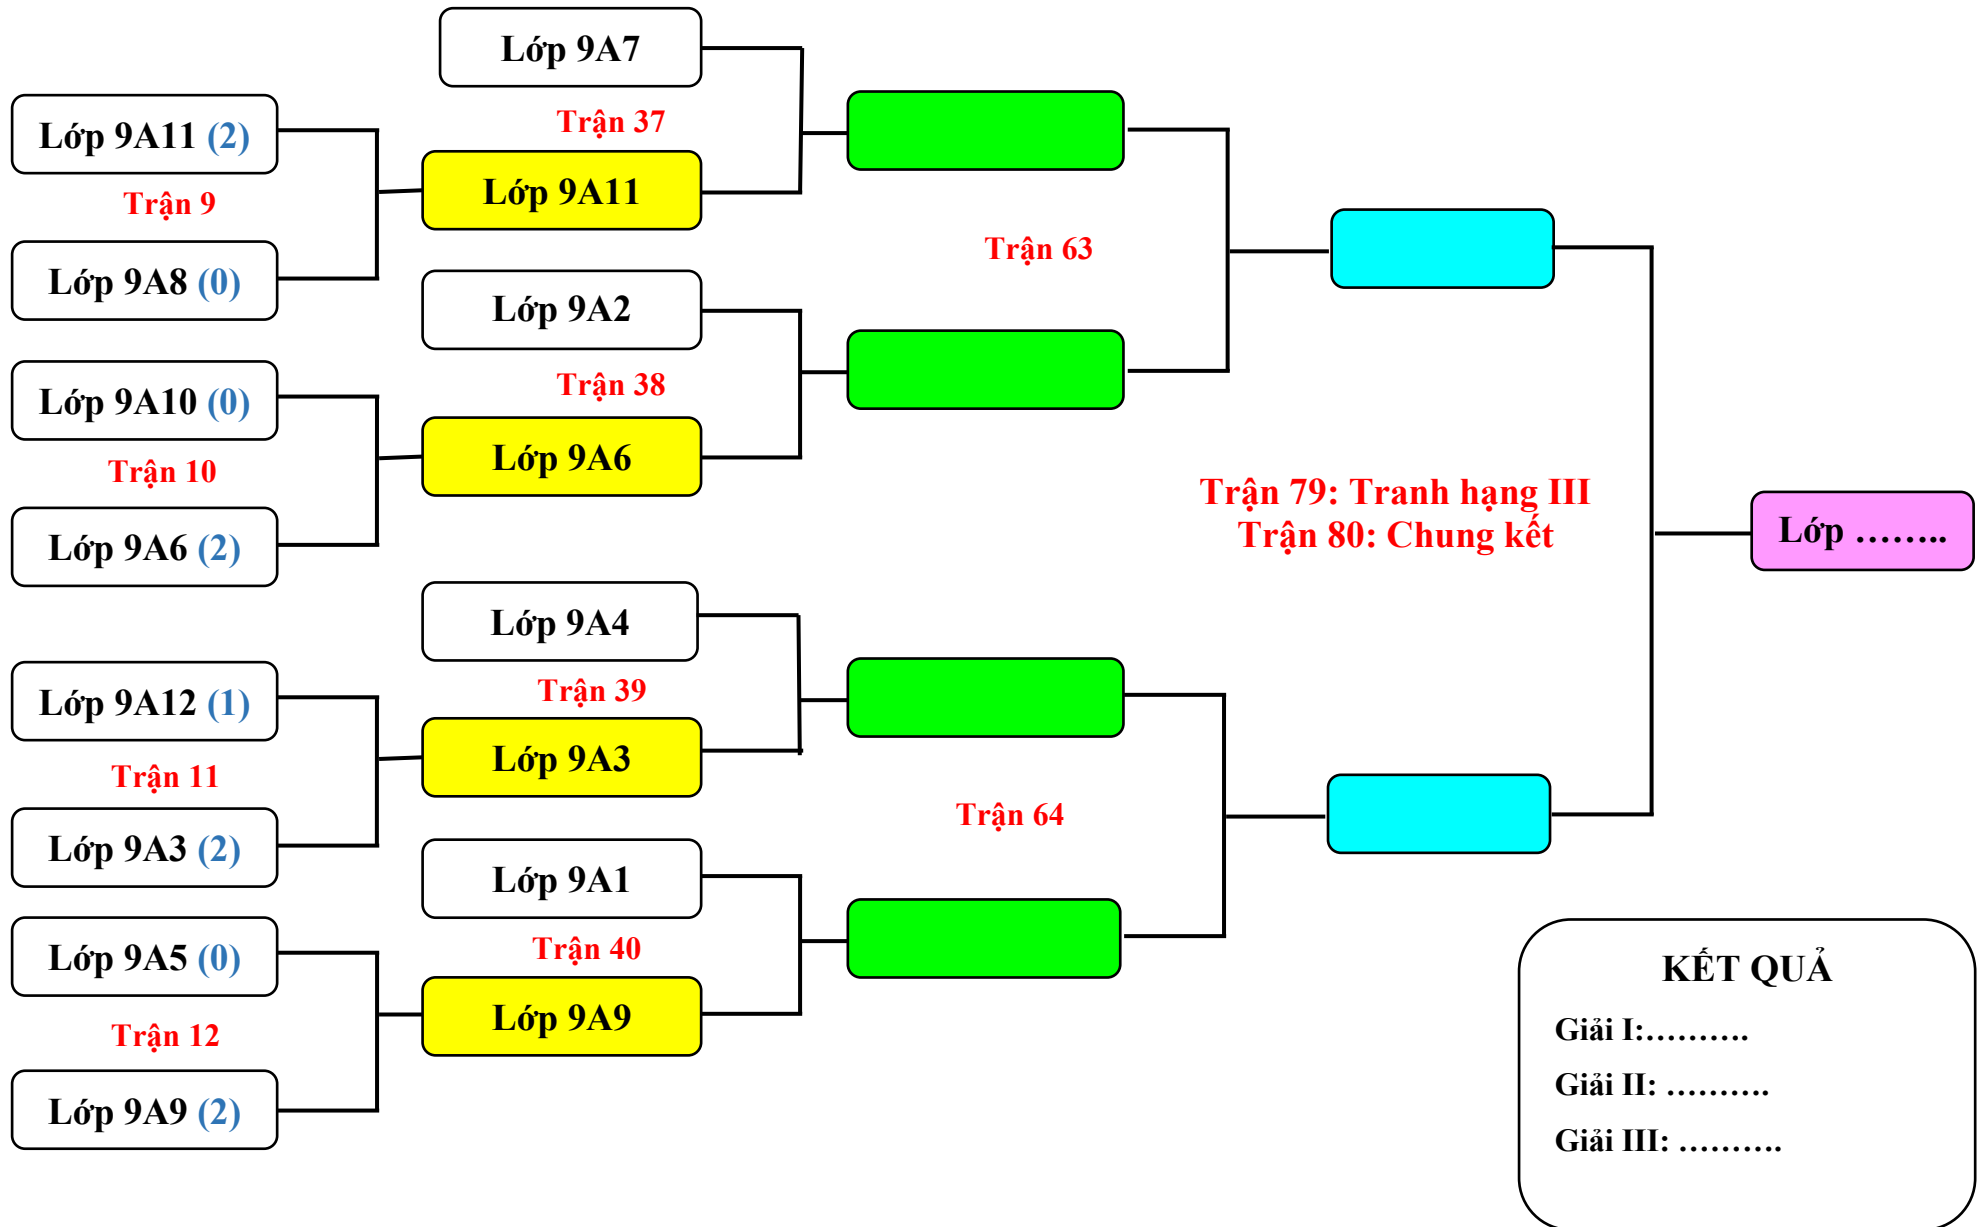 Lớp 9A7
Lớp 9A11 (2)
Trận 37
Trận 9
Lớp 9A11
Lớp 9A8 (0)
Trận 63
Lớp 9A2
Lớp 9A10 (0)
Trận 38
Trận 10
Lớp 9A6
Lớp 9A6 (2)
Trận 79: Tranh hạng III
Trận 80: Chung kết
Lớp ……..
Lớp 9A4
Lớp 9A12 (1)
Trận 39
Trận 11
Lớp 9A3
Lớp 9A3 (2)
Trận 64
Lớp 9A1
Lớp 9A5 (0)
Trận 40
Trận 12
Lớp 9A9
Lớp 9A9 (2)
KẾT QUẢ
Giải I:……….
Giải II: ……….
Giải III: ……….